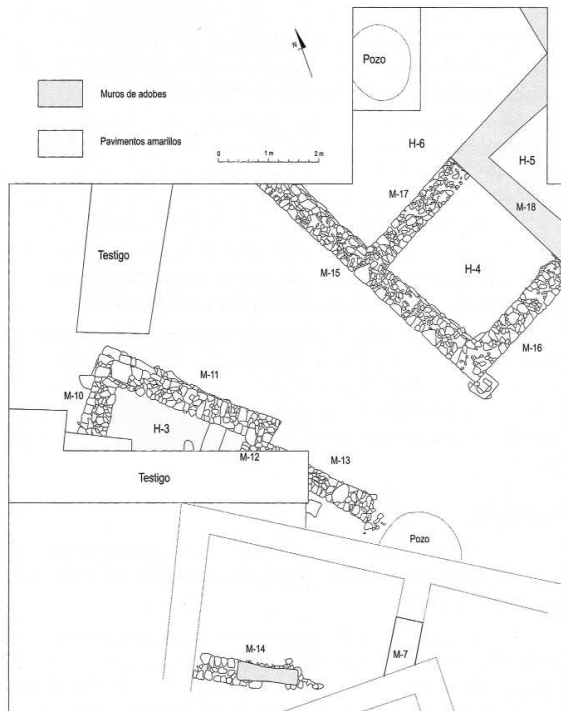 N
Pozo
Muros de adobes
Pavimentos amarillos
0 1 m 2 m
H-6
H-5
M-17
M-18
Testigo
M-15
H-4
M-16
M-11
M-10
H-3
M-12
M-13
Testigo
Pozo
M-14
M-7